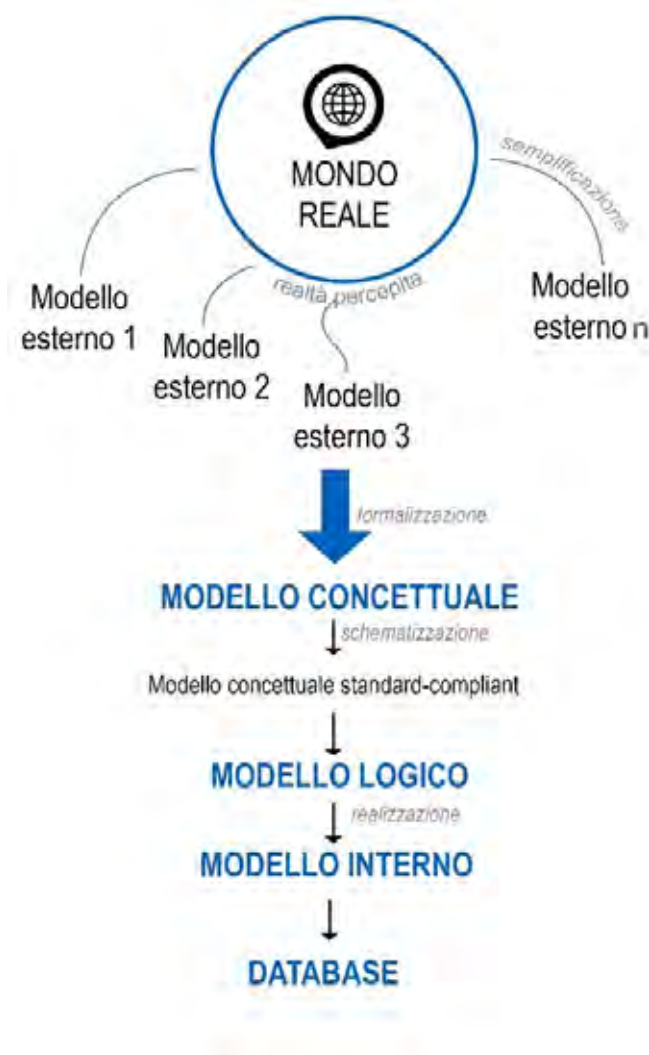 MONDO
REALE
semplificazione
realtà percepita
Modello
esterno 1
Modello
esterno 2
Modello
esterno 3
Modello
esterno n
formalizzazione
MODELLO CONCETTUALE
schematizzazione
Modello concettuale standard-compliant
MODELLO LOGICO
realizzazione
MODELLO INTERNO
DATABASE